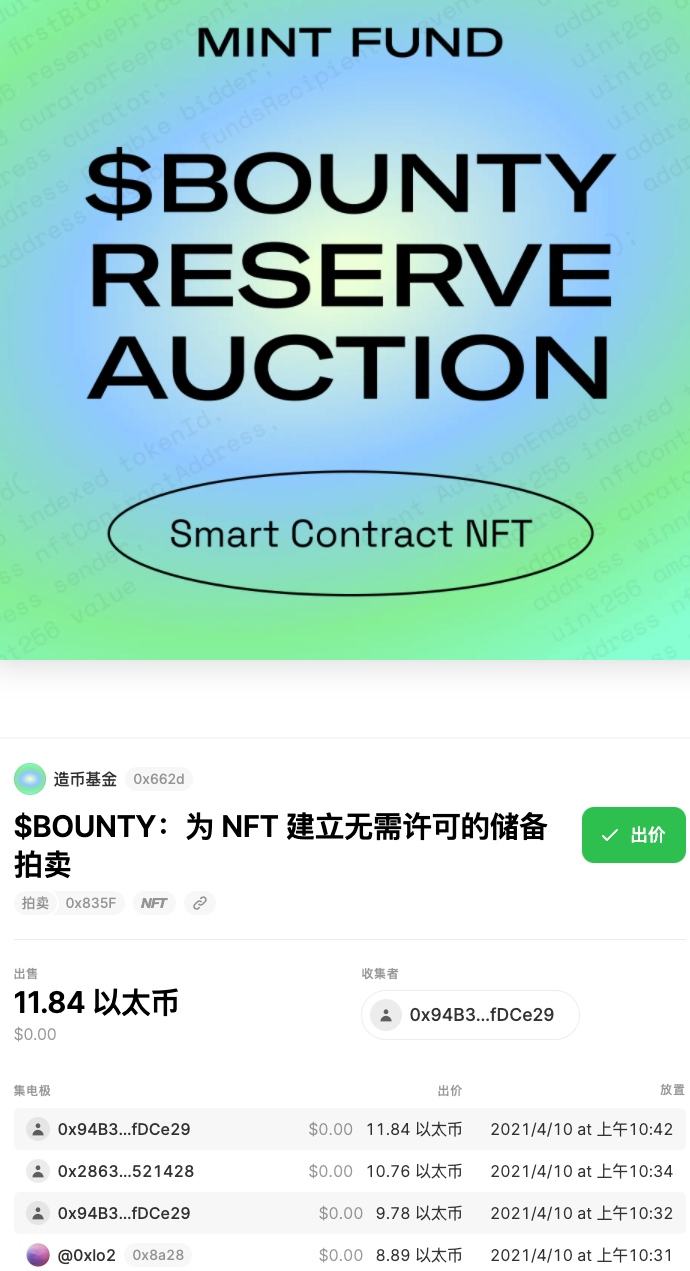 MINT FUND
$BOUNTY
RESERVE
AUCTION
Smart Contract NFT
造币基金 0x662d
$BOUNTY：为 NFT 建立无需许可的储备
拍卖
出价
拍卖 0x835F NFT
出售 收集者
11.84 以太币
0x94B3...fDCe29
$0.00
集电极 出价 放置
0x94B3...fDCe29 $0.00 11.84 以太币 2021/4/10 at 上午10:42
0x2863...521428 $0.00 10.76 以太币 2021/4/10 at 上午10:34
0x94B3...fDCe29 $0.00 9.78 以太币 2021/4/10 at 上午10:32
@0xlo2 0x8a28 $0.00 8.89 以太币 2021/4/10 at 上午10:31